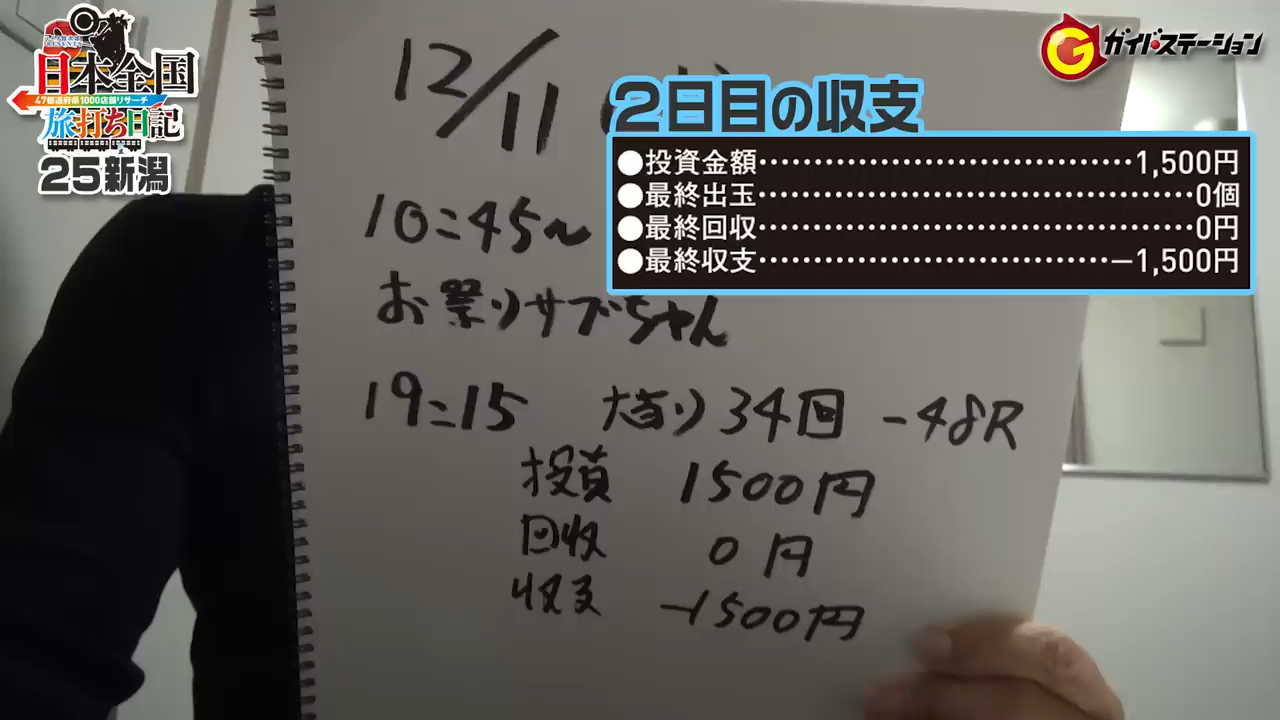 日本全国
47都道府県1000店舗リサーチ
旅打ち日記
25新潟
G ガイドステーション
2日目の収支
●投資金額………………………………1,500円
●最終出玉……………………………………0個
●最終回収……………………………………0円
●最終収支……………………………−1,500円
12/11
10:45〜
お祭りサブちゃん
19:15 大当り34回 -48R
投資 1500円
回収 0円
収支 -1500円